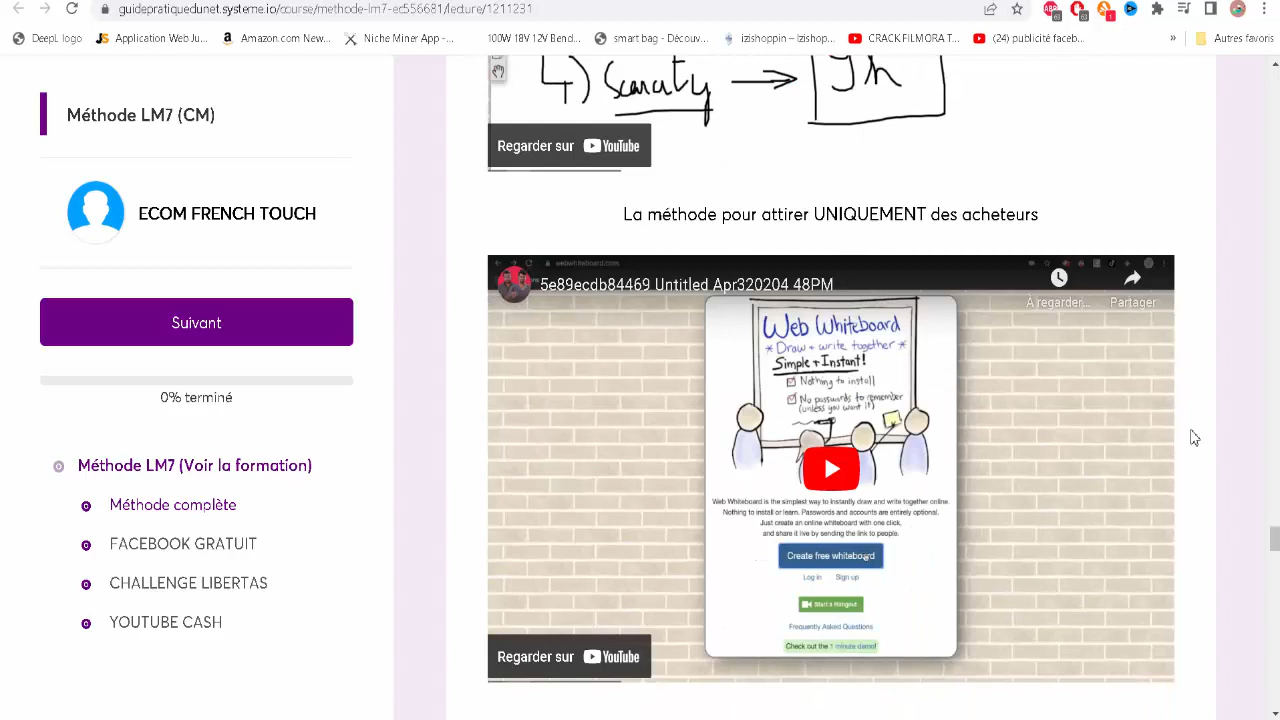 guidepratiquedunet.systeme.io/course/methode-lm7-ec526681/lecture/12111231
DeepL logo
Application Web Ju...
Amazon.com New...
Niche Mine App -...
100W 18V 12V Bend...
smart bag - Découv...
izishoppin – Izishop...
CRACK FILMORA T...
(24) publicité faceb...
»
Autres favoris
Méthode LM7 (CM)
4) Scarcity → 9h
Regarder sur YouTube
ECOM FRENCH TOUCH
La méthode pour attirer UNIQUEMENT des acheteurs
webwhiteboard.com
5e89ecdb84469 Untitled Apr320204 48PM
À regarder...
Partager
Suivant
0% terminé
Web Whiteboard
* Draw + write together *
Simple + Instant!
Nothing to install
No passwords to remember
(unless you want it)
Méthode LM7 (Voir la formation)
Méthode complète
FACEBOOK GRATUIT
CHALLENGE LIBERTAS
YOUTUBE CASH
Web Whiteboard is the simplest way to instantly draw and write together online.
Nothing to install or learn. Passwords and accounts are entirely optional.
Just create an online whiteboard with one click,
and share it live by sending the link to people.
Create free whiteboard
Log in
Sign up
Start a Hangout
Frequently Asked Questions
Check out the 1 minute demo!
Regarder sur YouTube